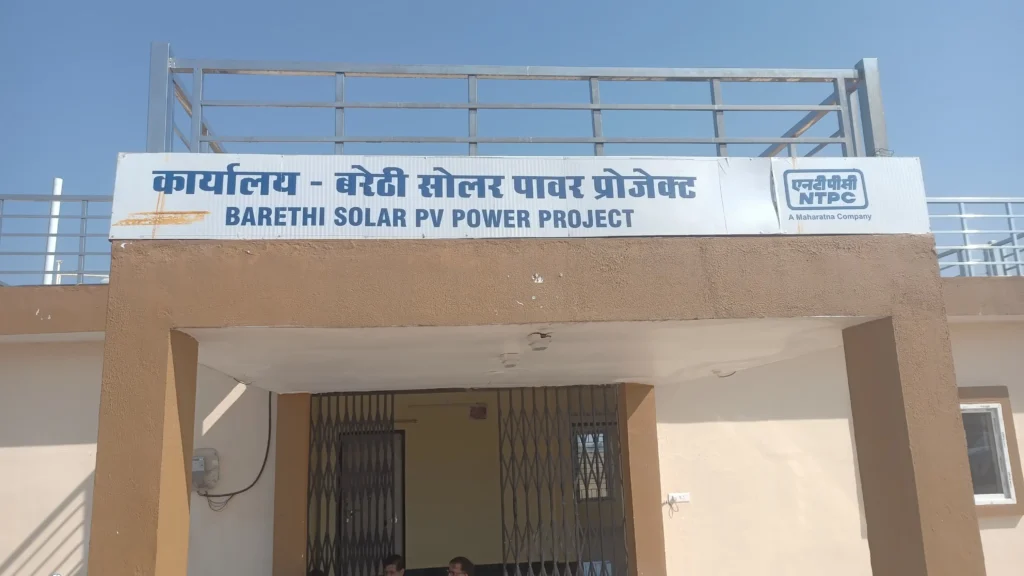 कार्यालय - बरेठी सोलर पावर प्रोजेक्ट
BARETHI SOLAR PV POWER PROJECT
एनटीपीसी
NTPC
A Maharatna Company